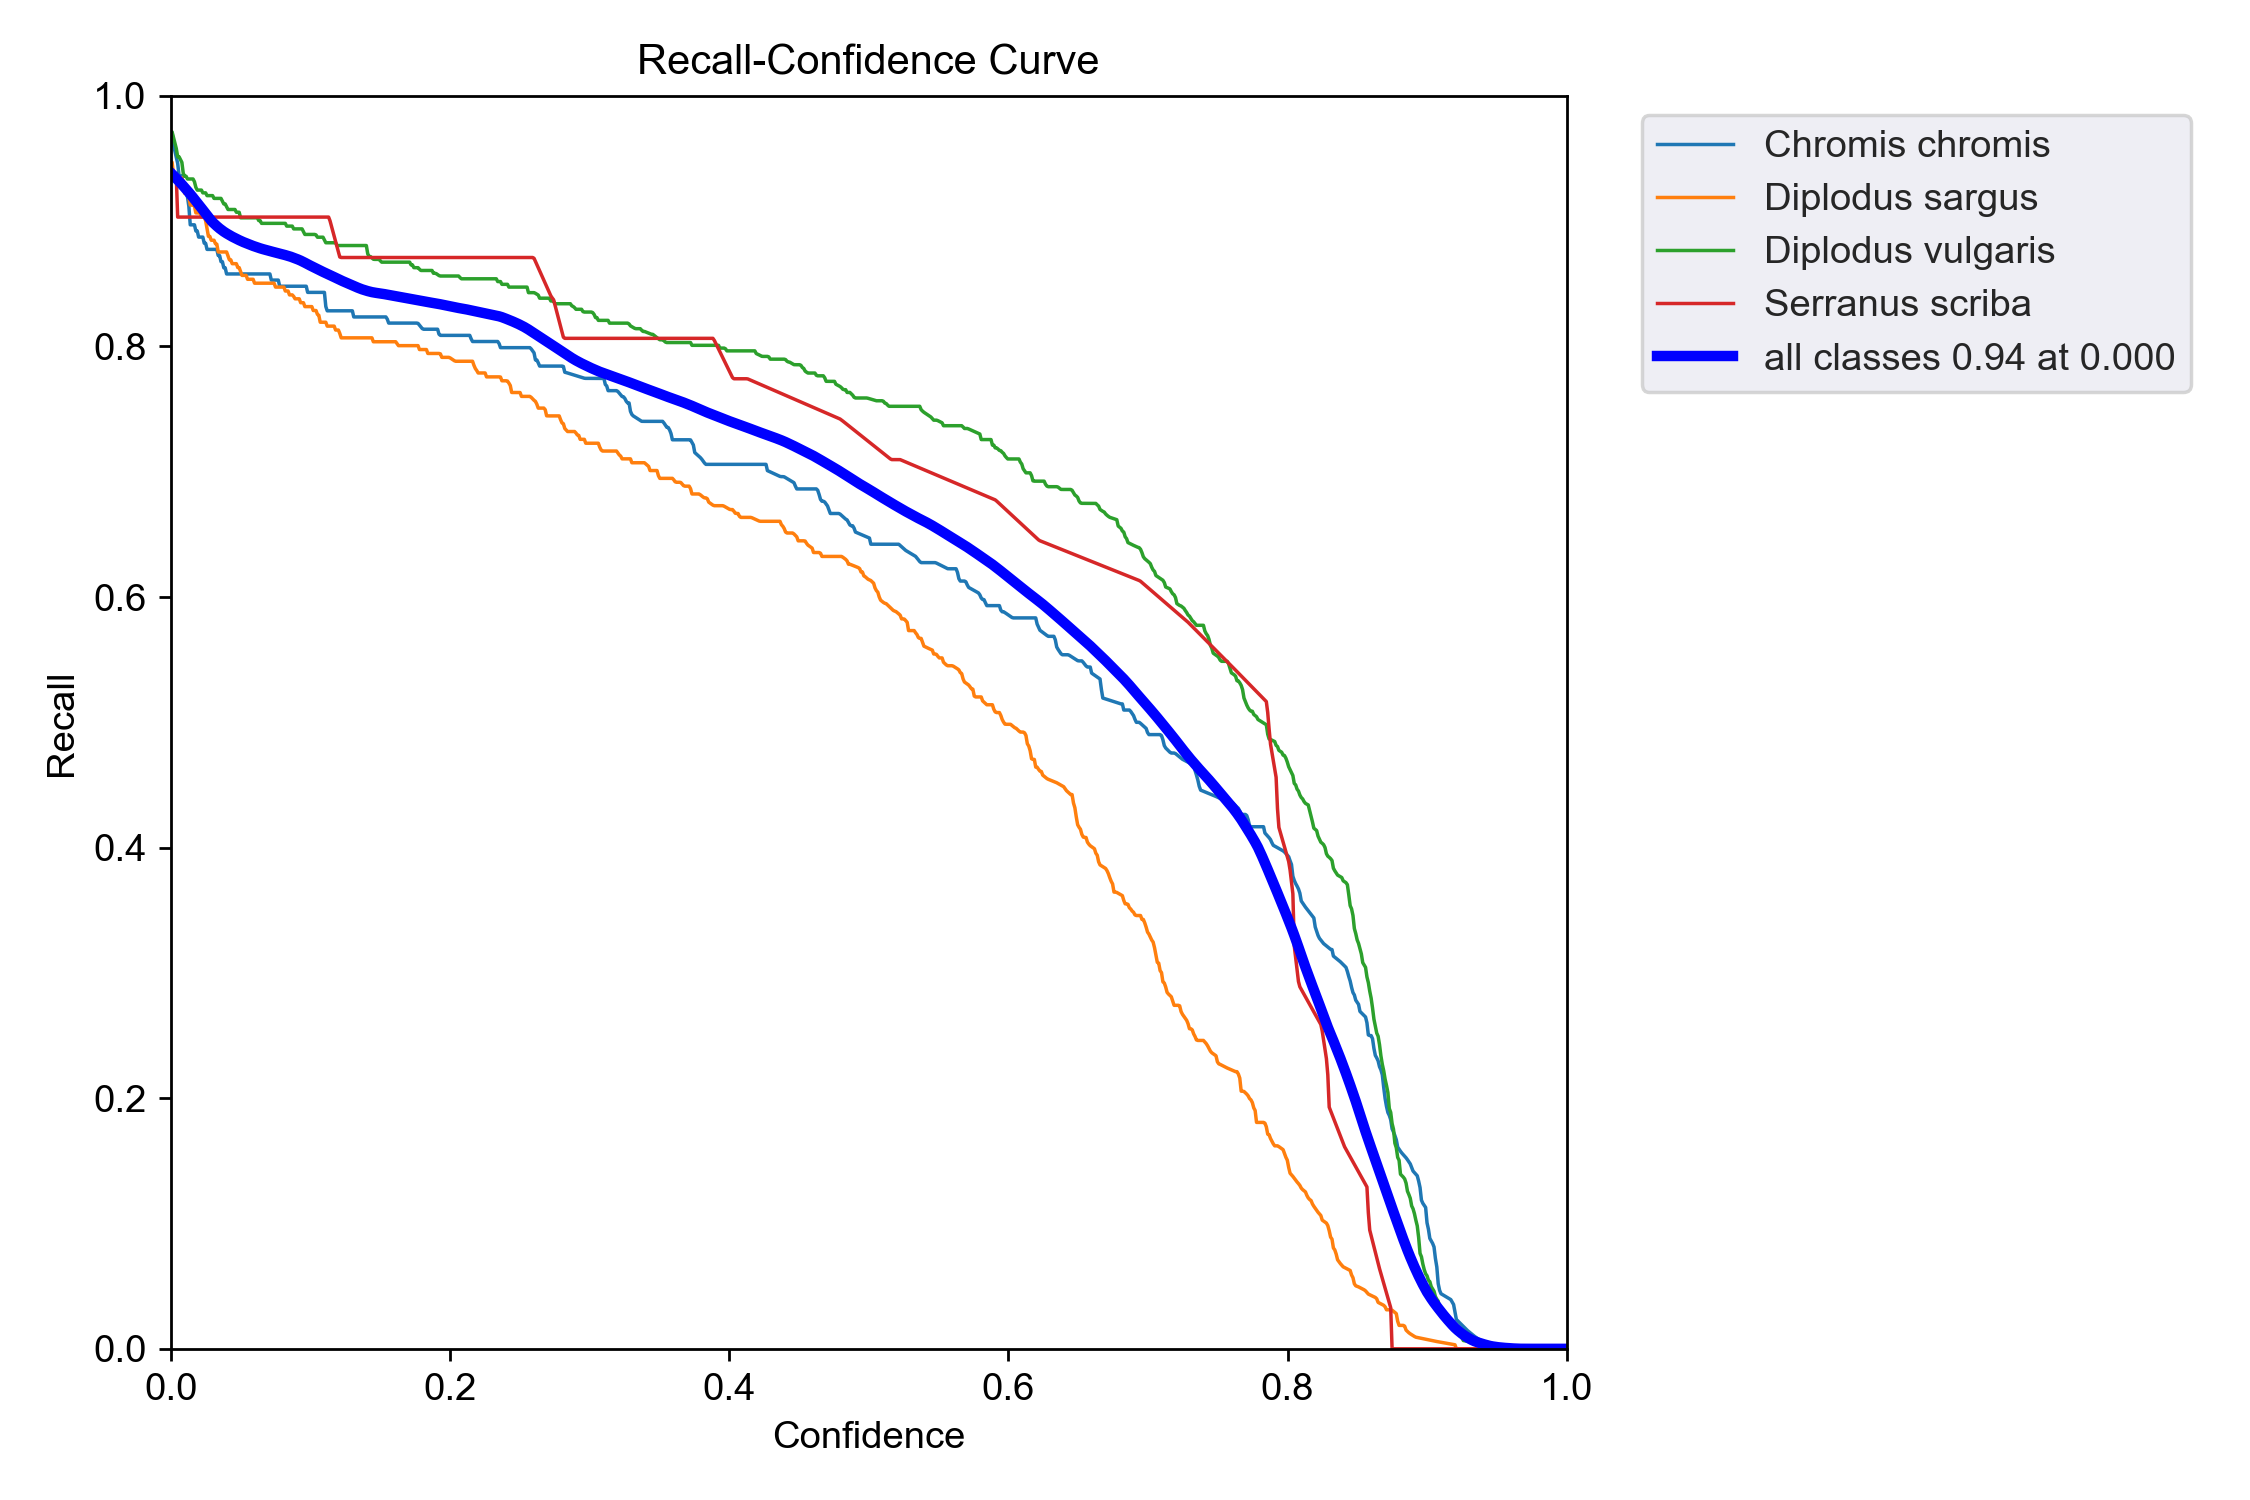 Recall-Confidence Curve
1.0
0.8
0.6
0.4
0.2
0.0
Recall
0.0 0.2 0.4 0.6 0.8 1.0
Confidence
Chromis chromis
Diplodus sargus
Diplodus vulgaris
Serranus scriba
all classes 0.94 at 0.000